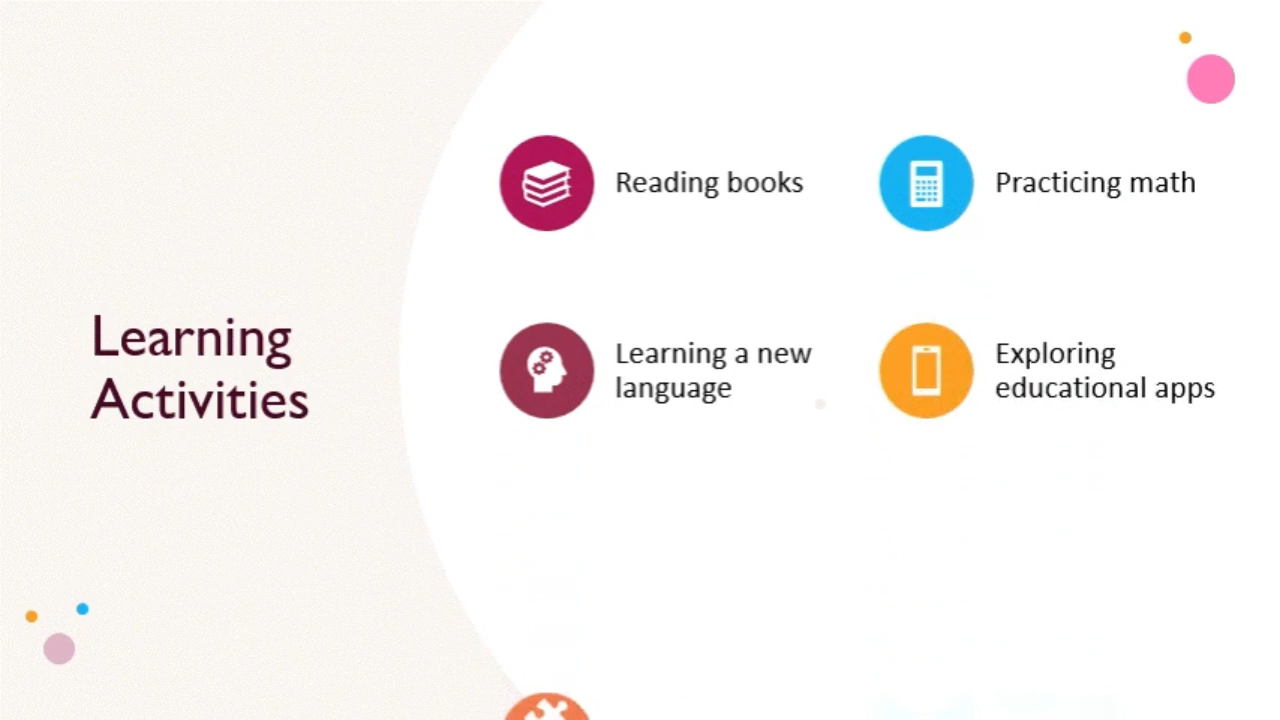 Learning
Activities
Reading books
Practicing math
Learning a new
language
Exploring
educational apps